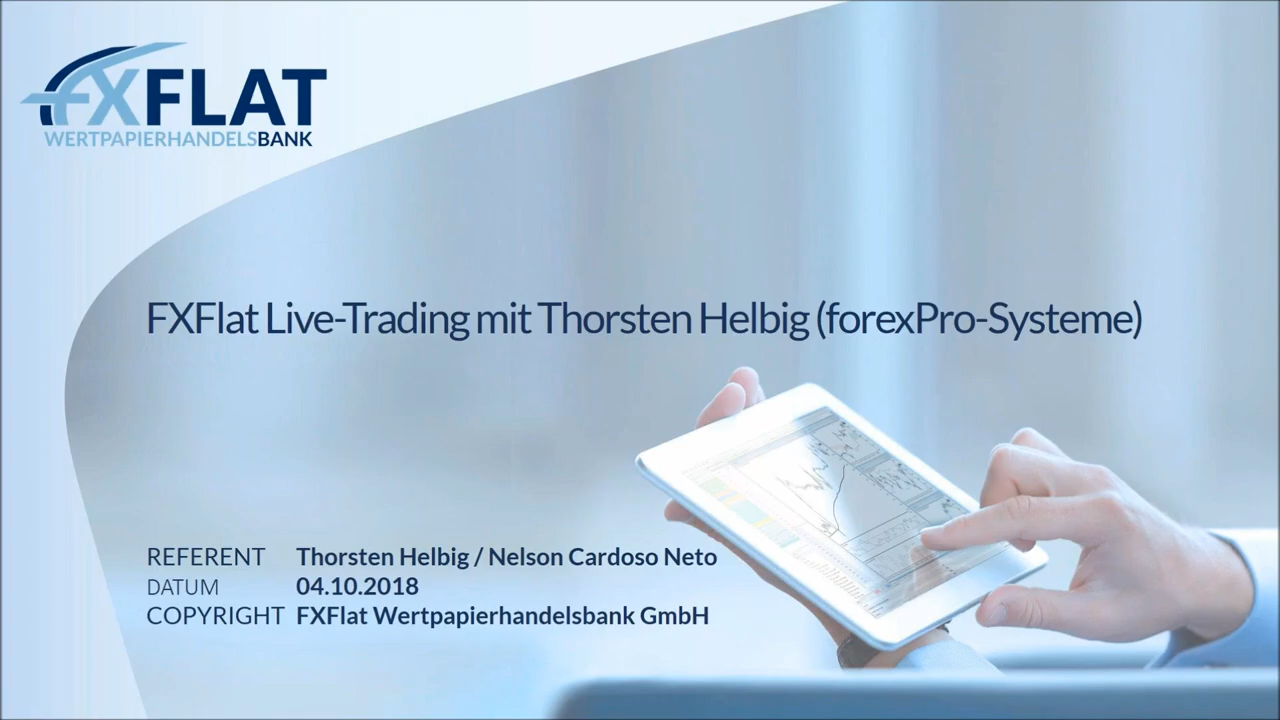 FXFLAT
WERTPAPIERHANDELSBANK
FXFlat Live-Trading mit Thorsten Helbig (forexPro-Systeme)
REFERENT Thorsten Helbig / Nelson Cardoso Neto
DATUM 04.10.2018
COPYRIGHT FXFlat Wertpapierhandelsbank GmbH